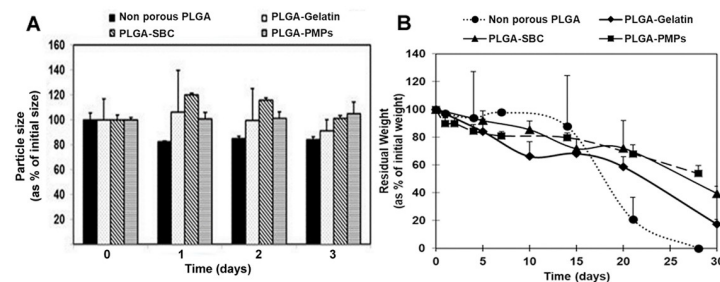 A
Non porous PLGA
PLGA-Gelatin
PLGA-SBC
PLGA-PMPs
Particle size
(as % of initial size)
160
140
120
100
80
60
40
20
0
1
2
3
Time (days)
B
Non porous PLGA
PLGA-Gelatin
PLGA-SBC
PLGA-PMPs
Residual Weight
(as % of initial weight)
140
120
100
80
60
40
20
0
0
5
10
15
20
25
30
Time (days)